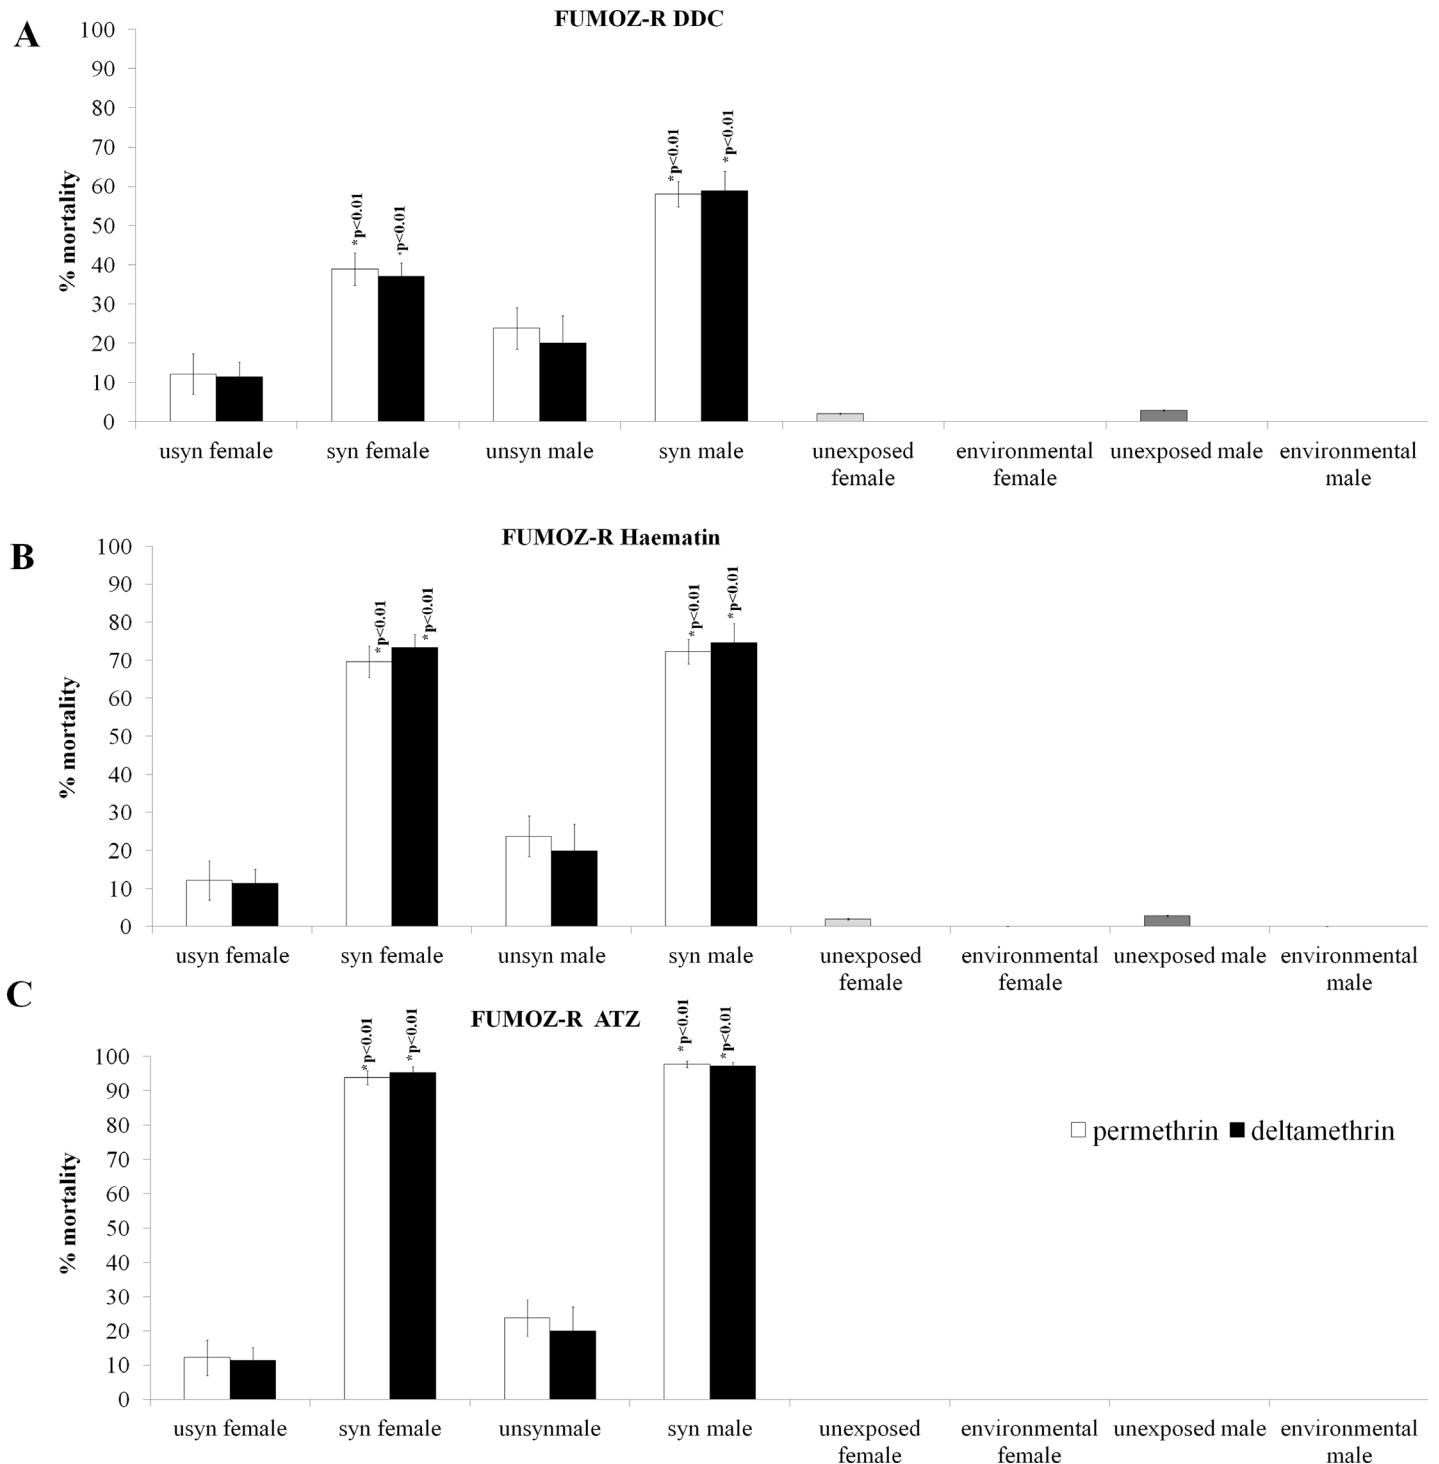 A
FUMOZ-R DDC
100
90
80
70
60
50
40
30
20
10
0
% mortality
*p<0.01
*p<0.01
*p<0.01
*p<0.01
usyn female
syn female
unsyn male
syn male
unexposed
female
environmental
female
unexposed male
environmental
male
B
FUMOZ-R Haematin
100
90
80
70
60
50
40
30
20
10
0
% mortality
*p<0.01
*p<0.01
*p<0.01
*p<0.01
usyn female
syn female
unsyn male
syn male
unexposed
female
environmental
female
unexposed male
environmental
male
C
FUMOZ-R ATZ
100
90
80
70
60
50
40
30
20
10
0
% mortality
*p<0.01
*p<0.01
*p<0.01
*p<0.01
permethrin
deltamethrin
usyn female
syn female
unsynmale
syn male
unexposed
female
environmental
female
unexposed male
environmental
male